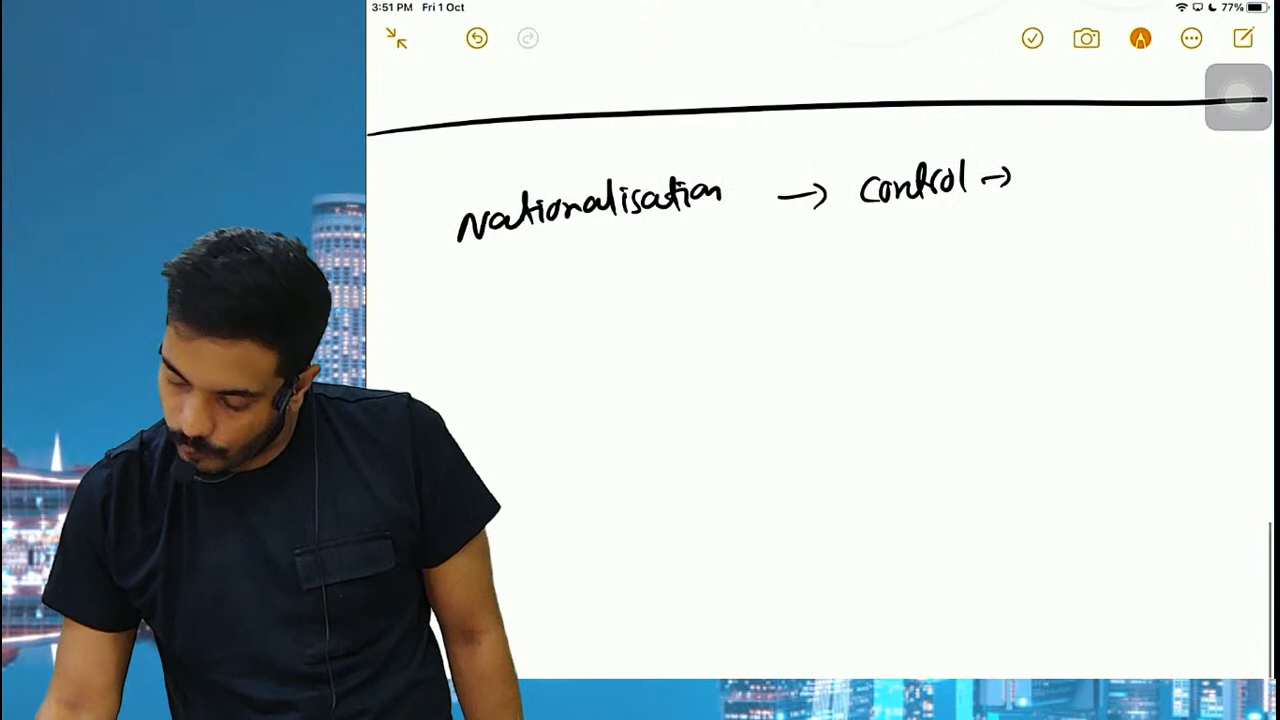 3:51 PM Fri 1 Oct 77%
Nationalisation → control →